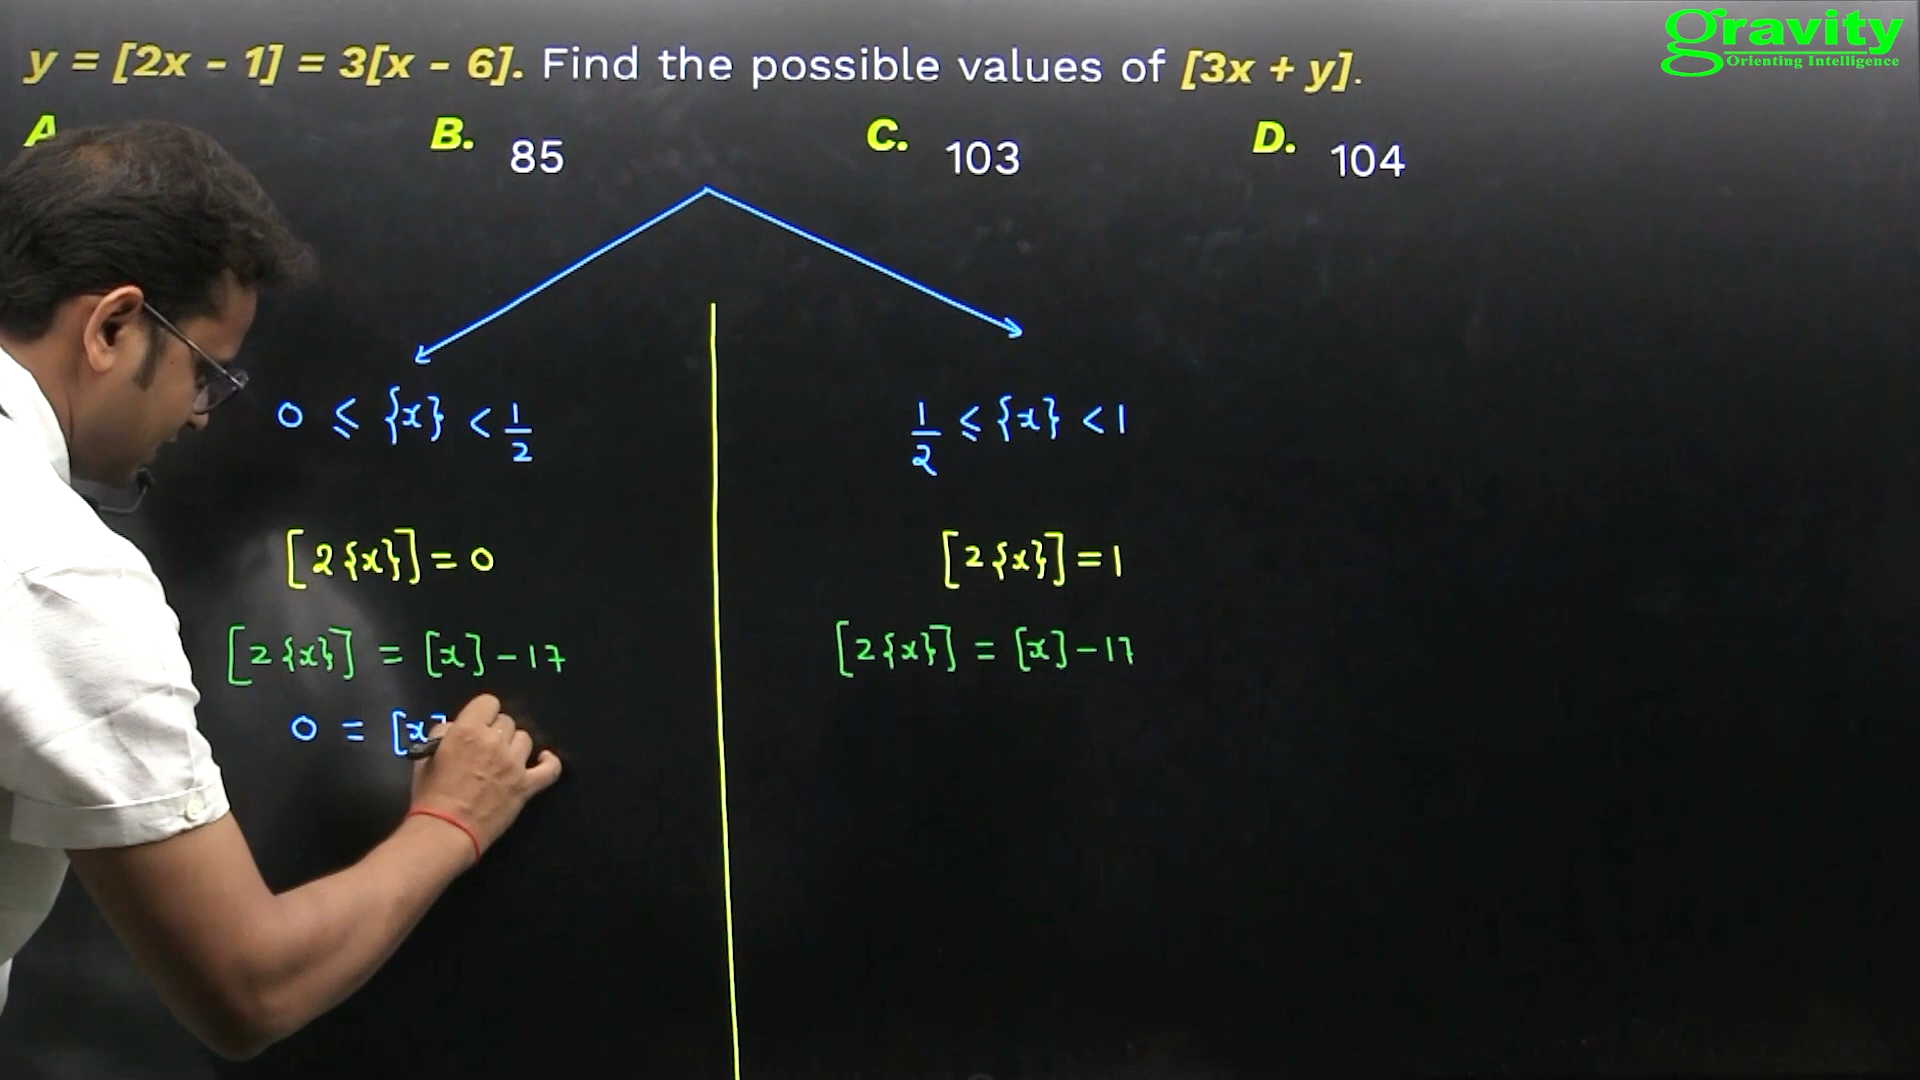 gravity
Orienting Intelligence
y = [2x - 1] = 3[x - 6]. Find the possible values of [3x + y].
A B. 85 C. 103 D. 104
0 ≤ {x} < 1/2
1/2 ≤ {x} < 1
[2{x}] = 0
[2{x}] = 1
[2{x}] = [x] - 17
[2{x}] = [x] - 17
0 = [x]